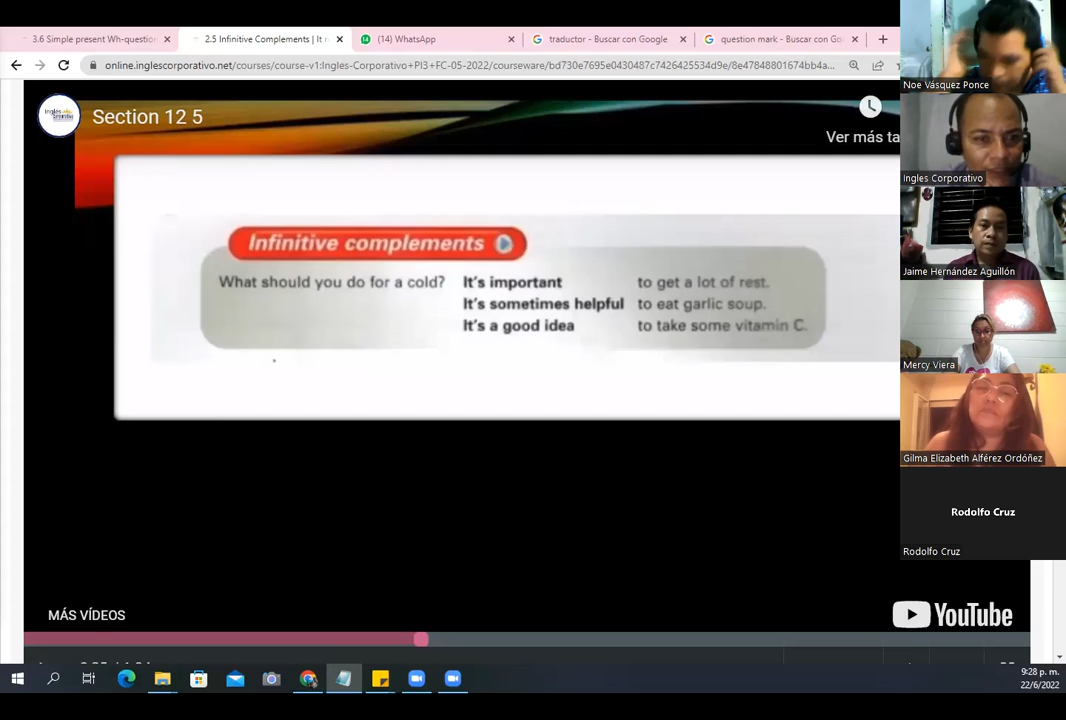 3.6 Simple present Wh-question
2.5 Infinitive Complements | It
(14) WhatsApp
traductor - Buscar con Google
question mark - Buscar con Go
online.inglescorporativo.net/courses/course-v1:Ingles-Corporativo+PI3+FC-05-2022/courseware/bd730e7695e0430487c7426425534d9e/8e47848801674bb4a...
Section 12 5
Ver más ta
Infinitive complements
What should you do for a cold? It's important to get a lot of rest.
It's sometimes helpful to eat garlic soup.
It's a good idea to take some vitamin C.
MÁS VÍDEOS
YouTube
Noe Vásquez Ponce
Ingles Corporativo
Jaime Hernández Aguillón
Mercy Viera
Gilma Elizabeth Alférez Ordóñez
Rodolfo Cruz
Rodolfo Cruz
9:28 p. m.
22/6/2022